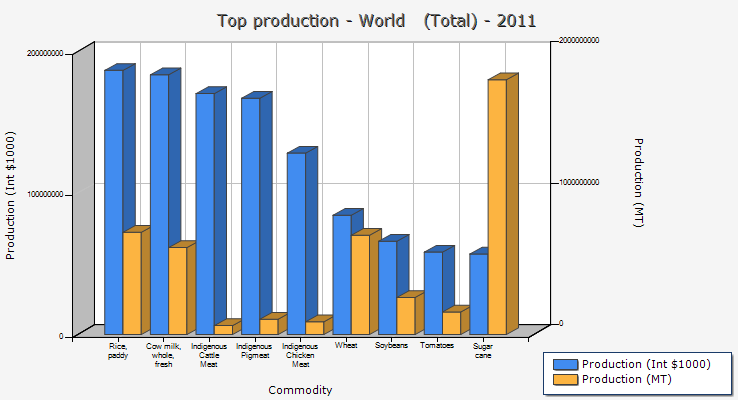 Top production - World (Total) - 2011
200000000
100000000
0
Production (Int $1000)
2000000000
1000000000
0
Production (MT)
Rice,
paddy
Cow milk,
whole,
fresh
Indigenous
Cattle
Meat
Indigenous
Pigmeat
Indigenous
Chicken
Meat
Wheat
Soybeans
Tomatoes
Sugar
cane
Commodity
Production (Int $1000)
Production (MT)